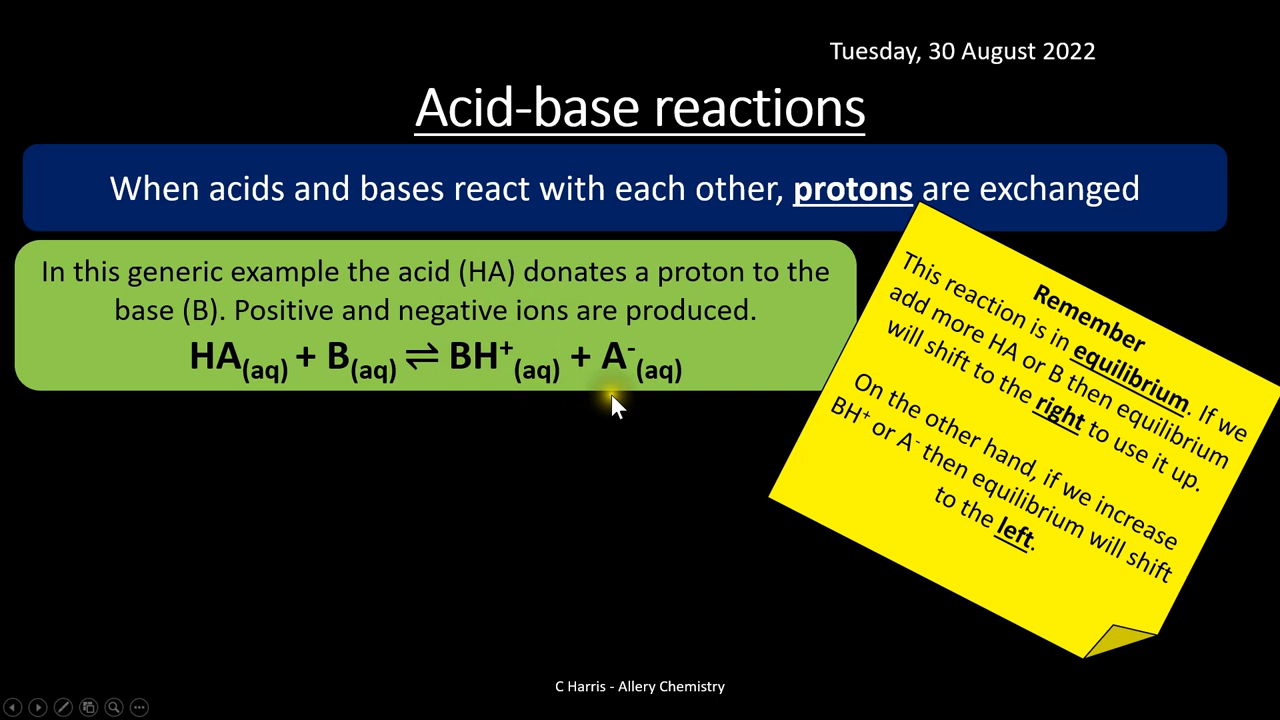 Tuesday, 30 August 2022
Acid-base reactions
When acids and bases react with each other, protons are exchanged
In this generic example the acid (HA) donates a proton to the
base (B). Positive and negative ions are produced.
HA(aq) + B(aq) ⇌ BH⁺(aq) + A⁻(aq)
Remember
This reaction is in equilibrium. If we
add more HA or B then equilibrium
will shift to the right to use it up.
On the other hand, if we increase
BH⁺ or A⁻ then equilibrium will shift
to the left.
C Harris - Allery Chemistry